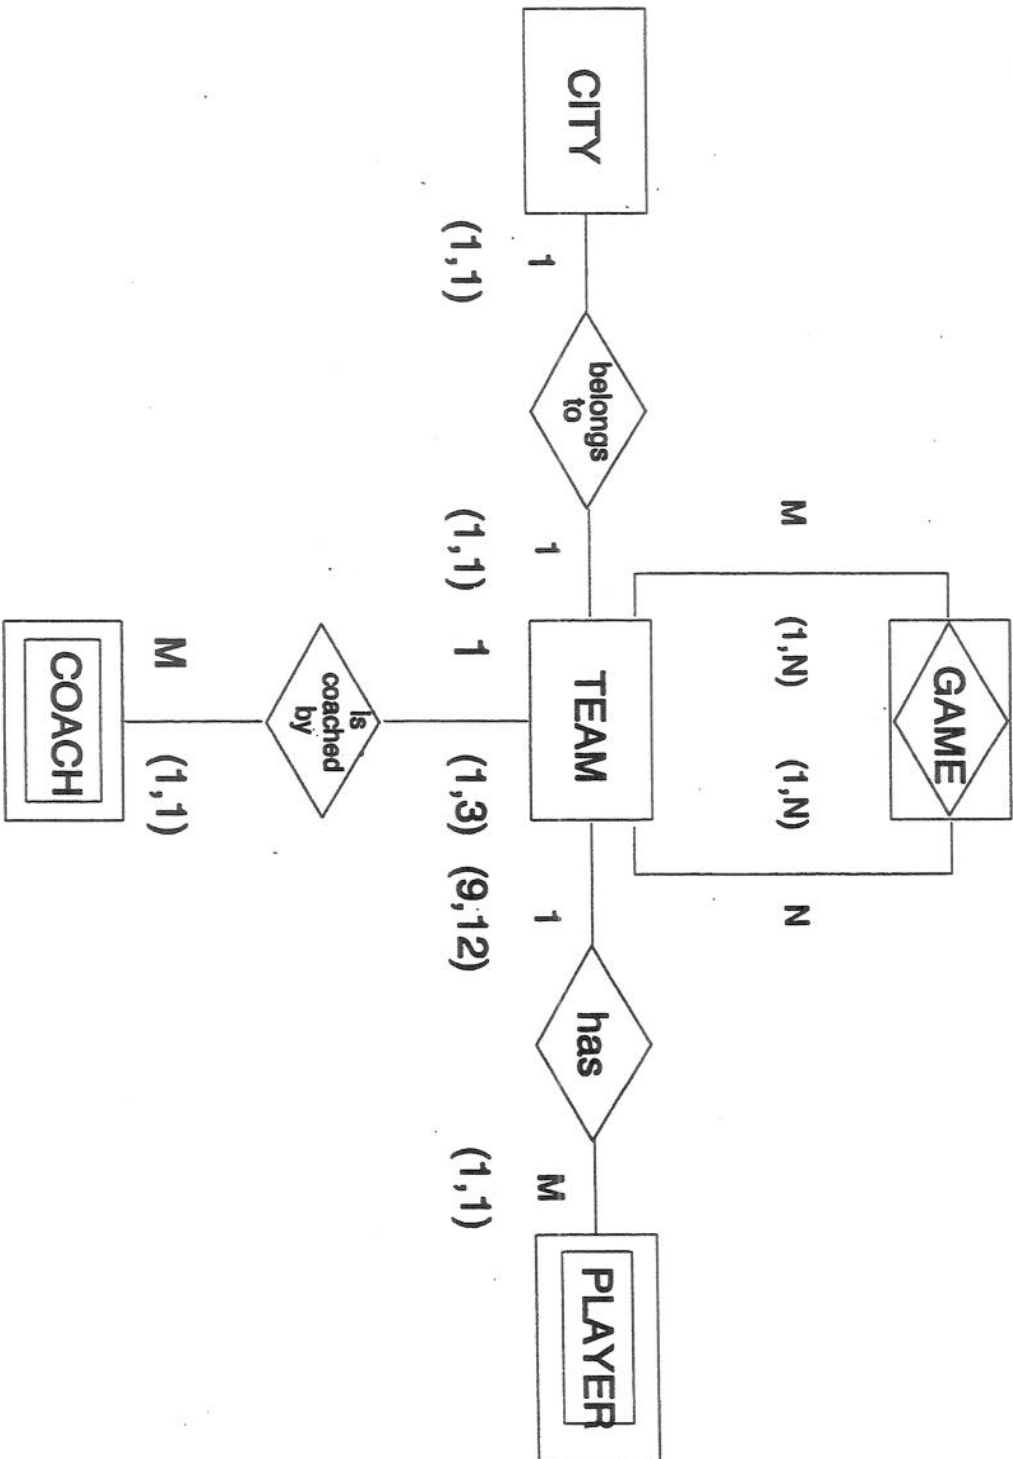 GAME
M
(1,N)
(1,N)
N
CITY
belongs
to
TEAM
has
PLAYER
1
1
1
M
(1,1)
(1,1)
1
(1,3)
(9,12)
(1,1)
is
coached
by
M
(1,1)
COACH